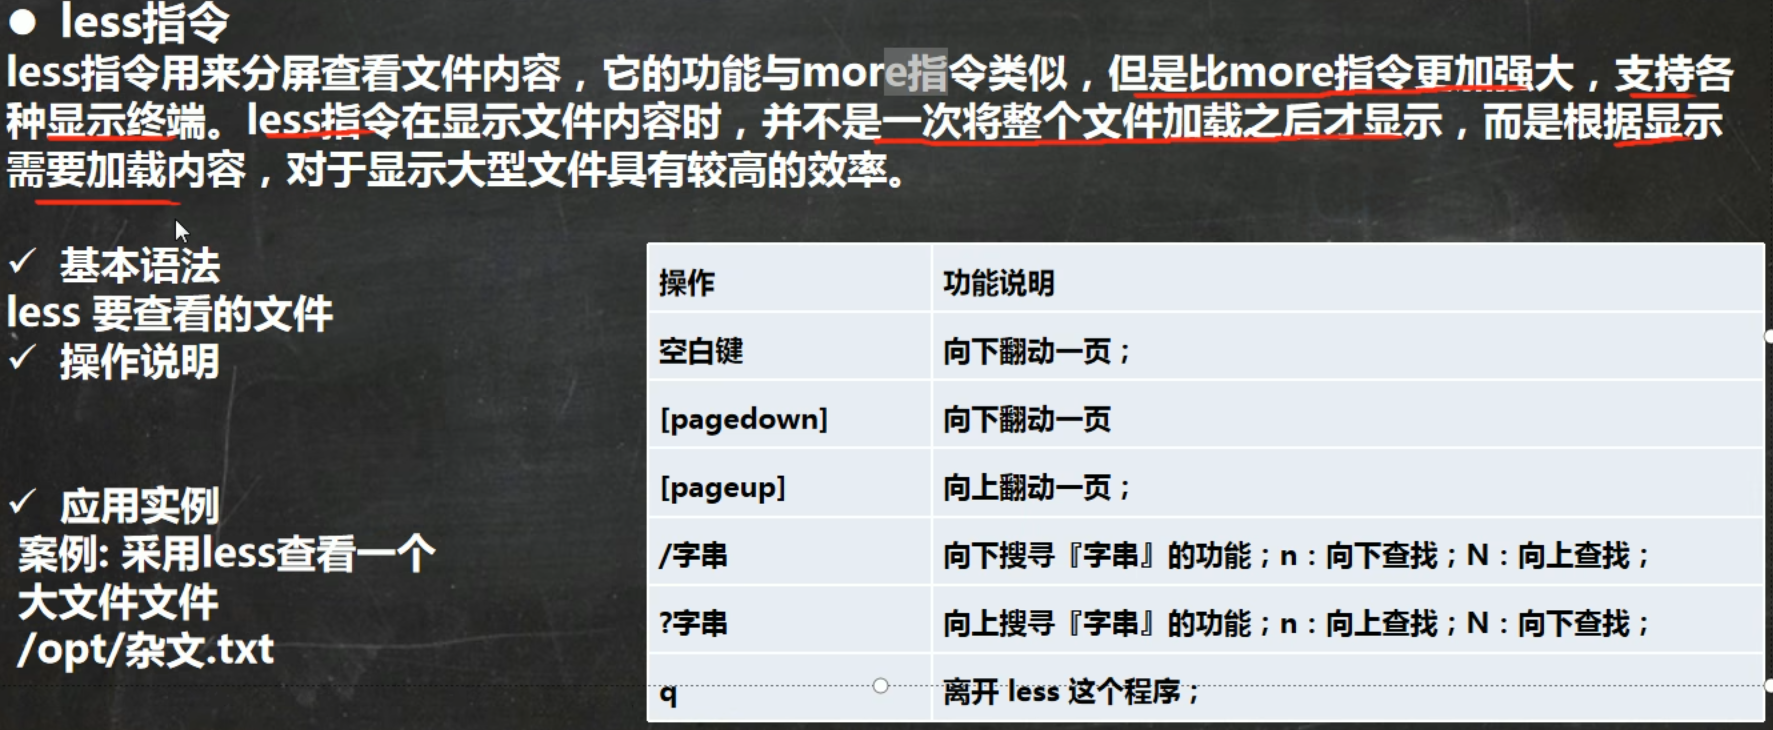 ● less指令
less指令用来分屏查看文件内容，它的功能与more指令类似，但是比more指令更加强大，支持各
种显示终端。less指令在显示文件内容时，并不是一次将整个文件加载之后才显示，而是根据显示
需要加载内容，对于显示大型文件具有较高的效率。
✓ 基本语法
less 要查看的文件
✓ 操作说明
✓ 应用实例
案例: 采用less查看一个
大文件文件
/opt/杂文.txt
操作 功能说明
空白键 向下翻动一页；
[pagedown] 向下翻动一页
[pageup] 向上翻动一页；
/字串 向下搜寻『字串』的功能；n：向下查找；N：向上查找；
?字串 向上搜寻『字串』的功能；n：向上查找；N：向下查找；
q 离开 less 这个程序；